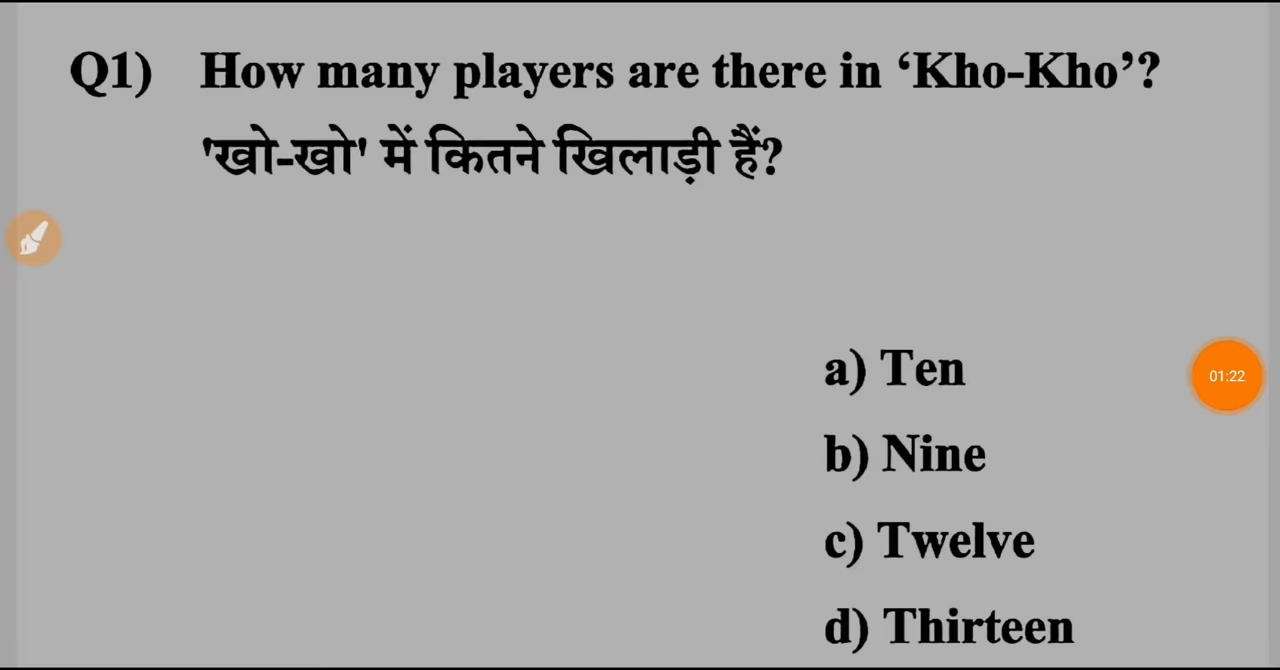 Q1) How many players are there in ‘Kho-Kho’?
'खो-खो' में कितने खिलाड़ी हैं?
a) Ten
01:22
b) Nine
c) Twelve
d) Thirteen